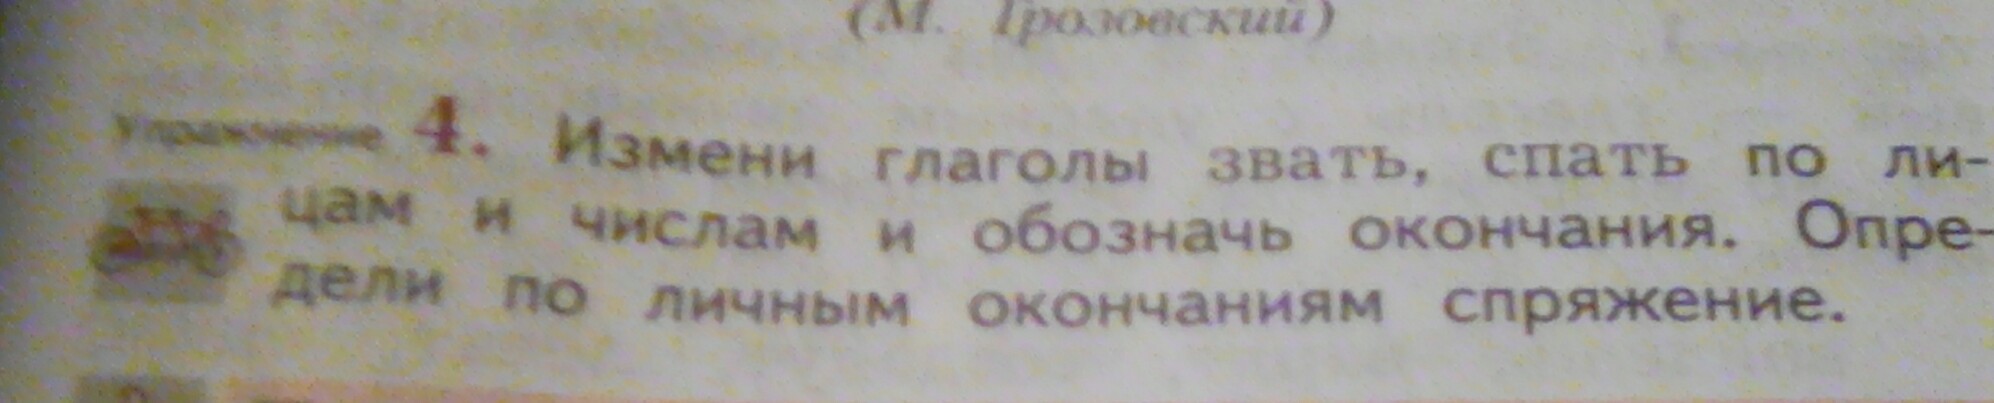 (М. Грозовский)
Упражнение 4. Измени глаголы звать, спать по ли-
цам и числам и обозначь окончания. Опре-
дели по личным окончаниям спряжение.